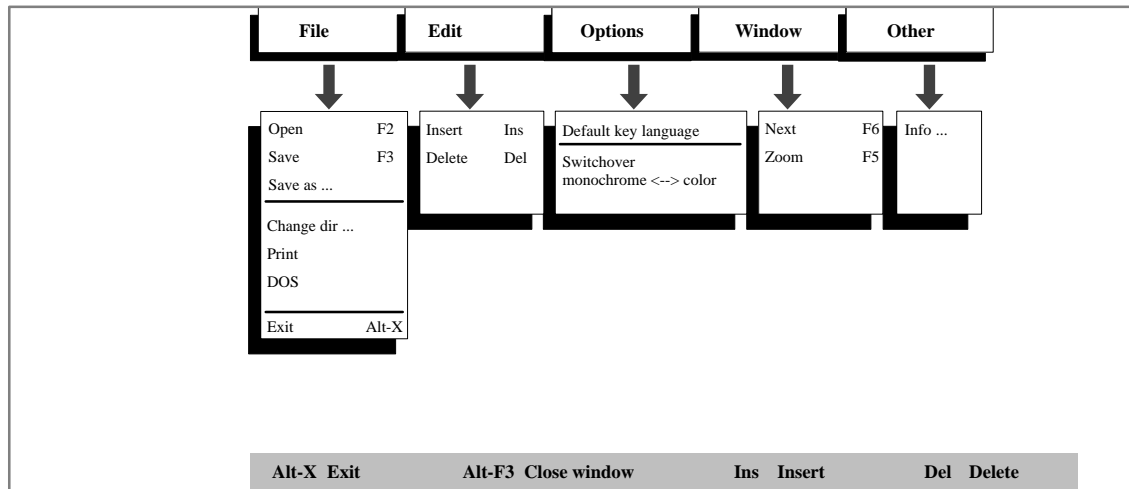 File Edit Options Window Other
Open F2
Save F3
Save as ...
Change dir ...
Print
DOS
Exit Alt-X
Insert Ins
Delete Del
Default key language
Switchover
monochrome <--> color
Next F6
Zoom F5
Info ...
Alt-X Exit Alt-F3 Close window Ins Insert Del Delete